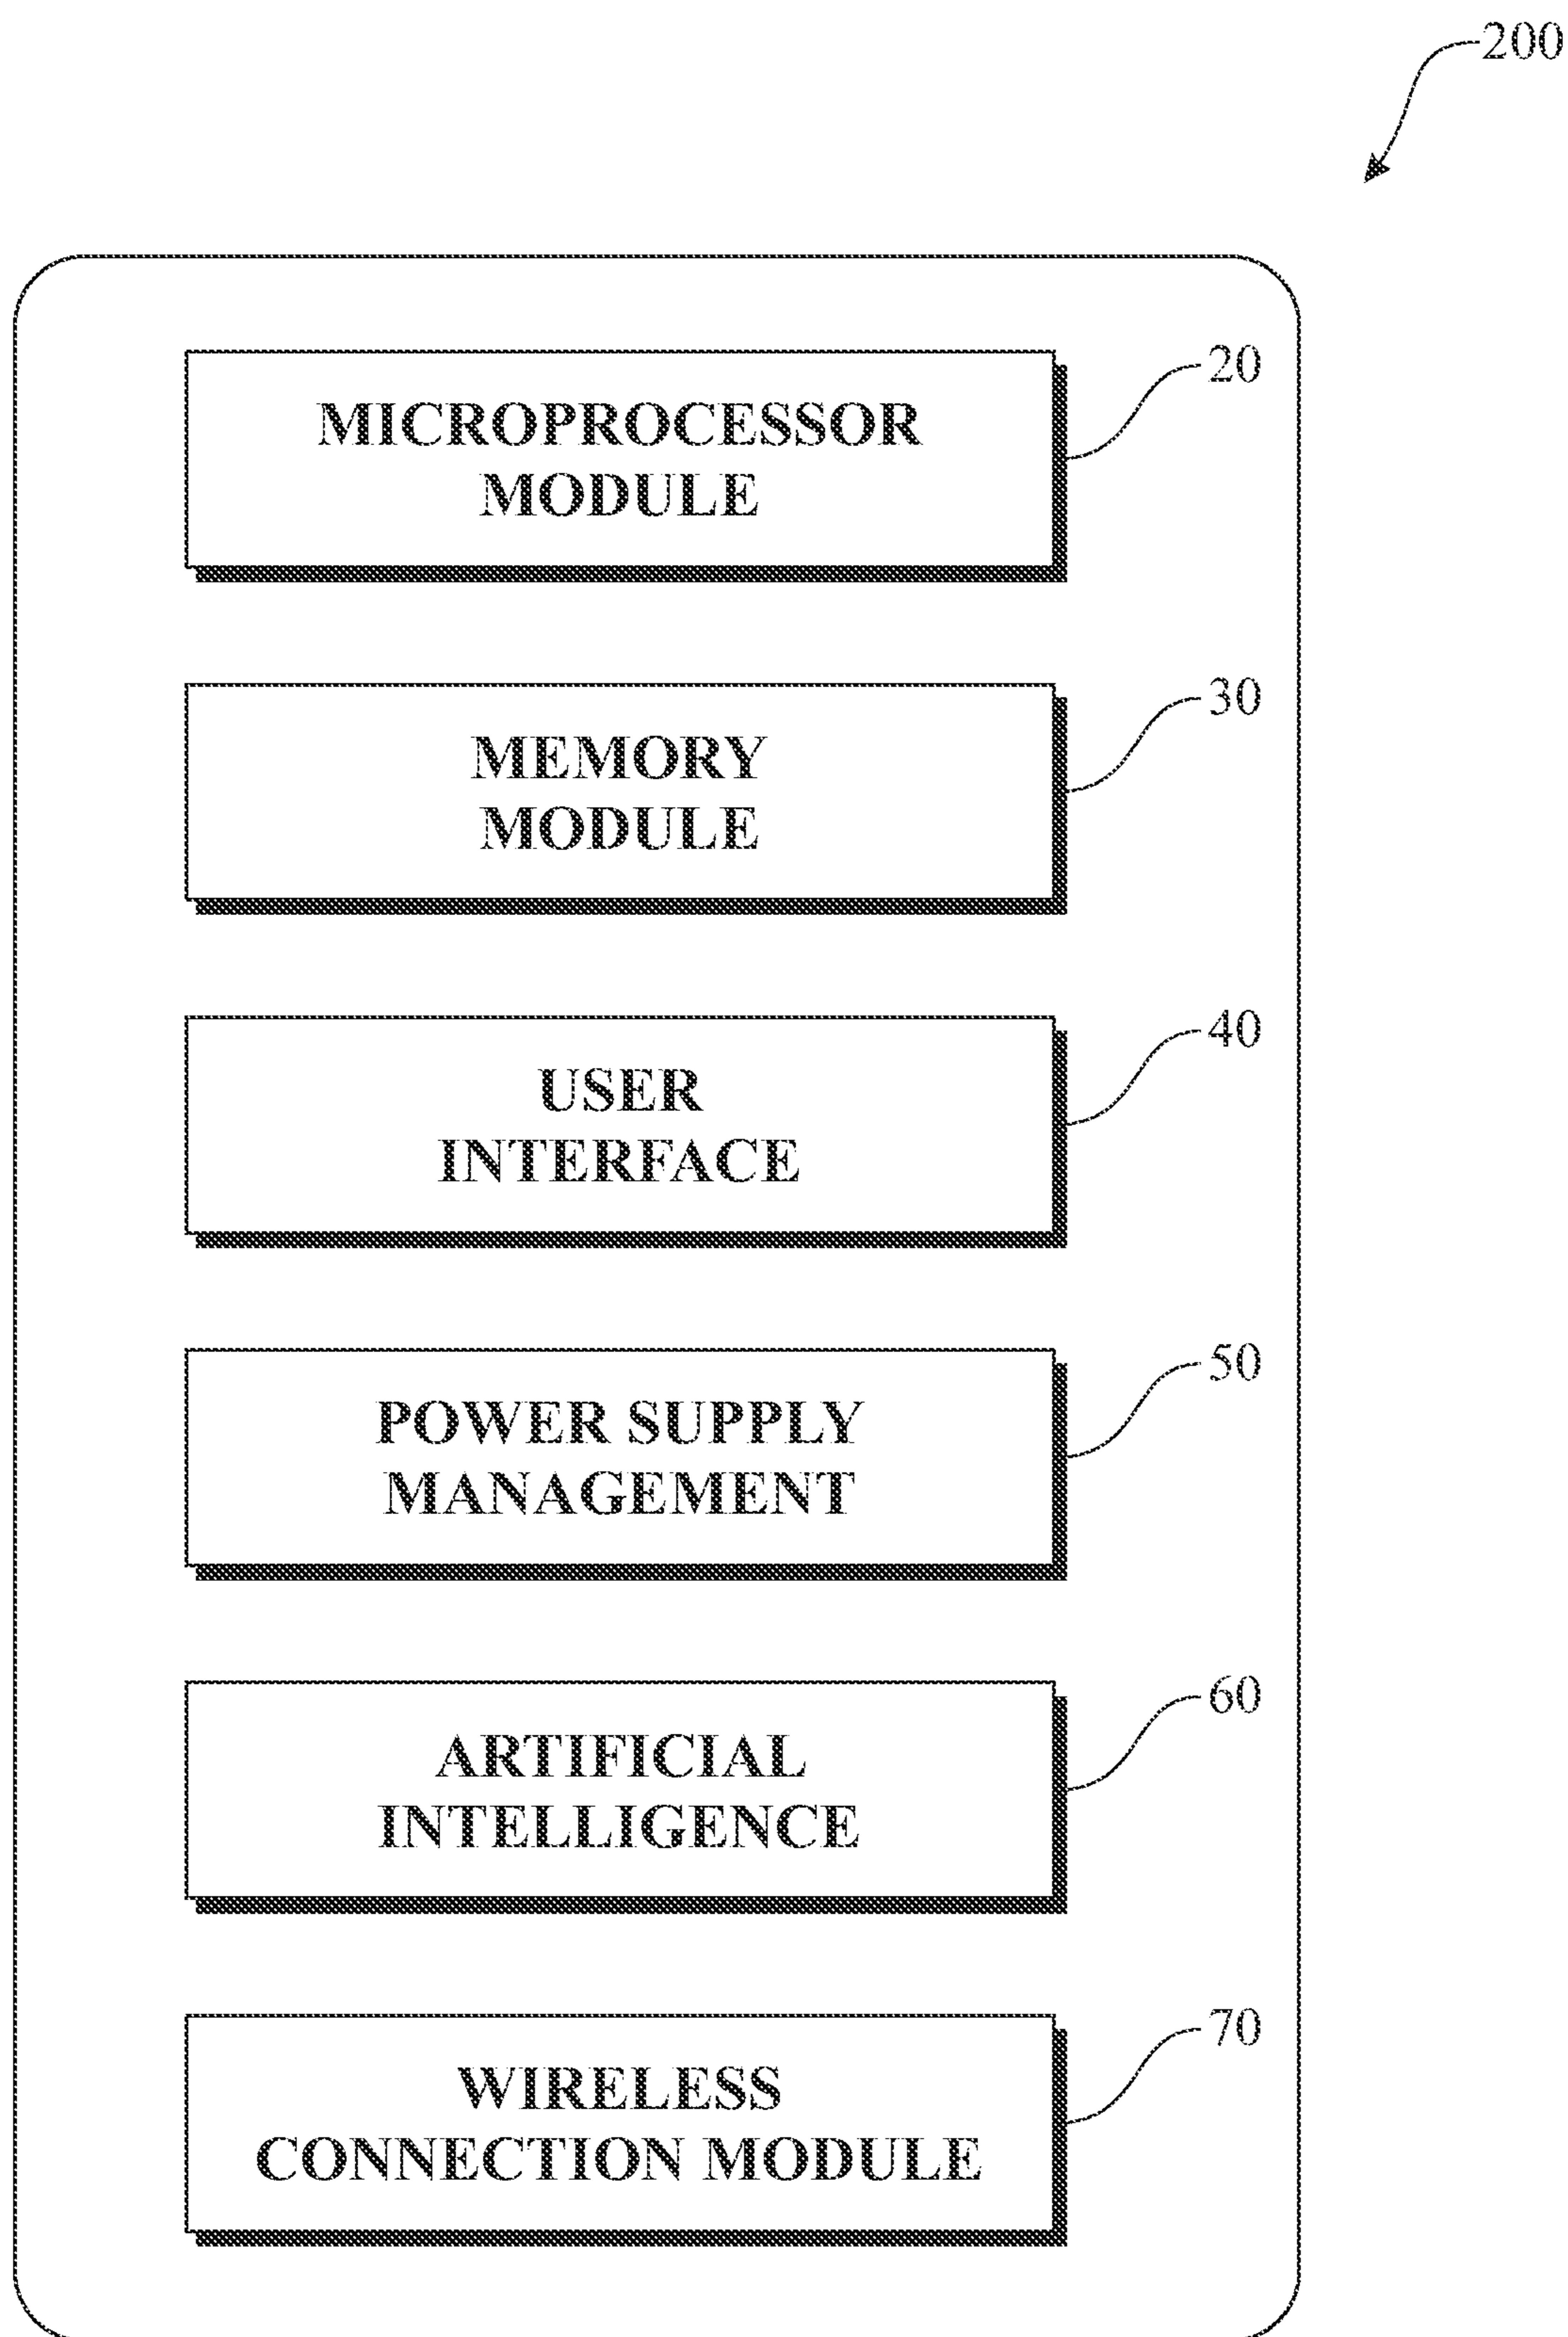 200
20
MICROPROCESSOR
MODULE
30
MEMORY
MODULE
40
USER
INTERFACE
50
POWER SUPPLY
MANAGEMENT
60
ARTIFICIAL
INTELLIGENCE
70
WIRELESS
CONNECTION MODULE